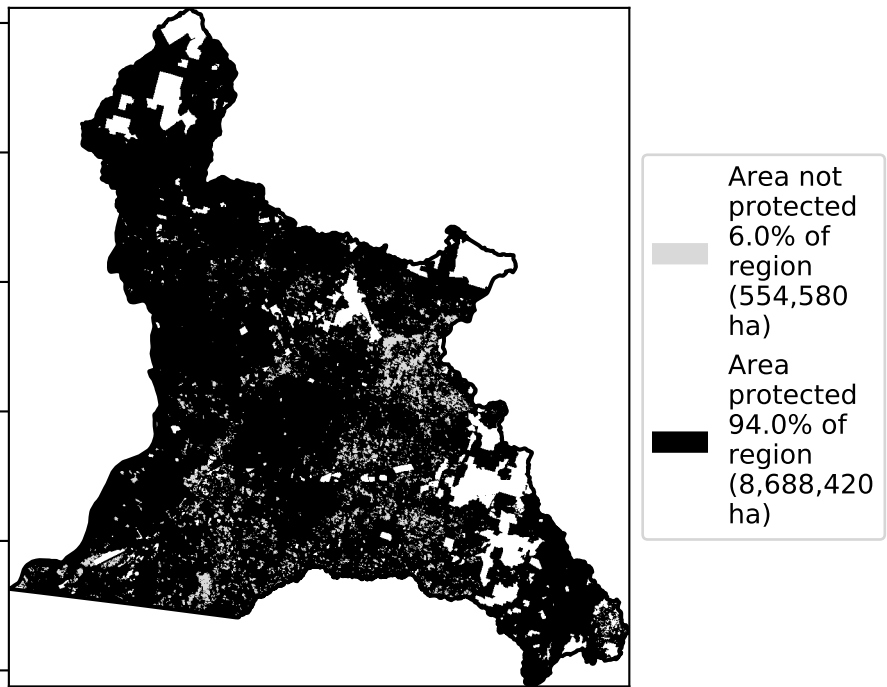 Area not
protected
6.0% of
region
(554,580
ha)
Area
protected
94.0% of
region
(8,688,420
ha)